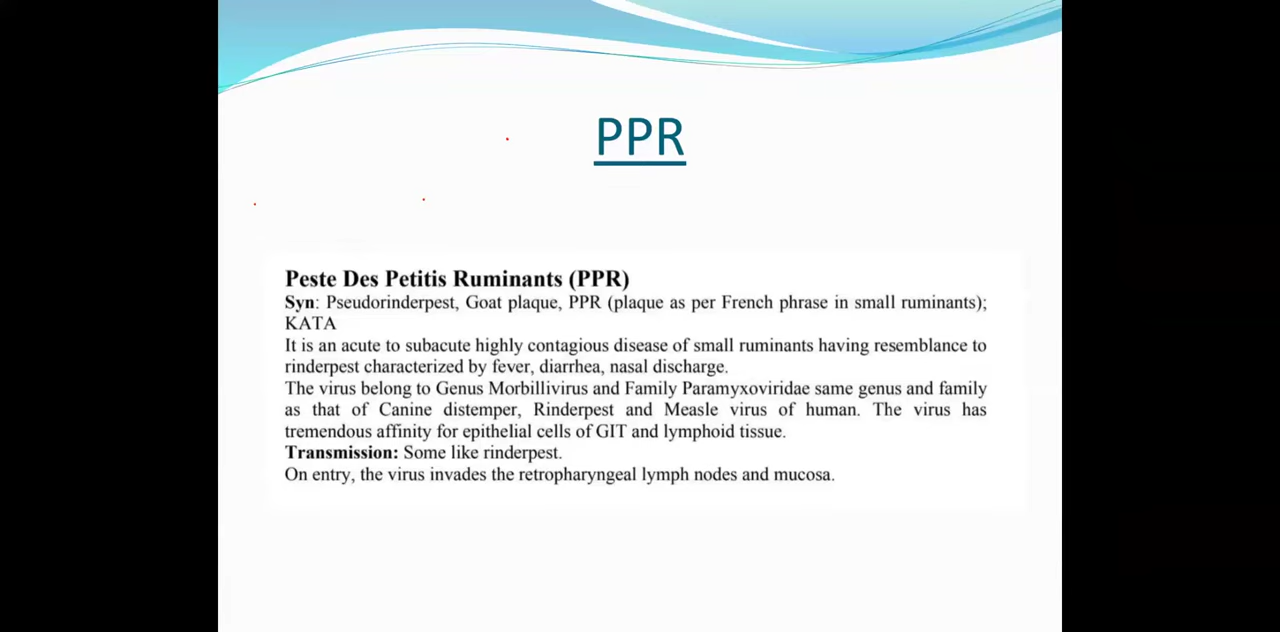 PPR
Peste Des Petitis Ruminants (PPR)
Syn: Pseudorinderpest, Goat plaque, PPR (plaque as per French phrase in small ruminants);
KATA
It is an acute to subacute highly contagious disease of small ruminants having resemblance to
rinderpest characterized by fever, diarrhea, nasal discharge.
The virus belong to Genus Morbillivirus and Family Paramyxoviridae same genus and family
as that of Canine distemper, Rinderpest and Measle virus of human. The virus has
tremendous affinity for epithelial cells of GIT and lymphoid tissue.
Transmission: Some like rinderpest.
On entry, the virus invades the retropharyngeal lymph nodes and mucosa.